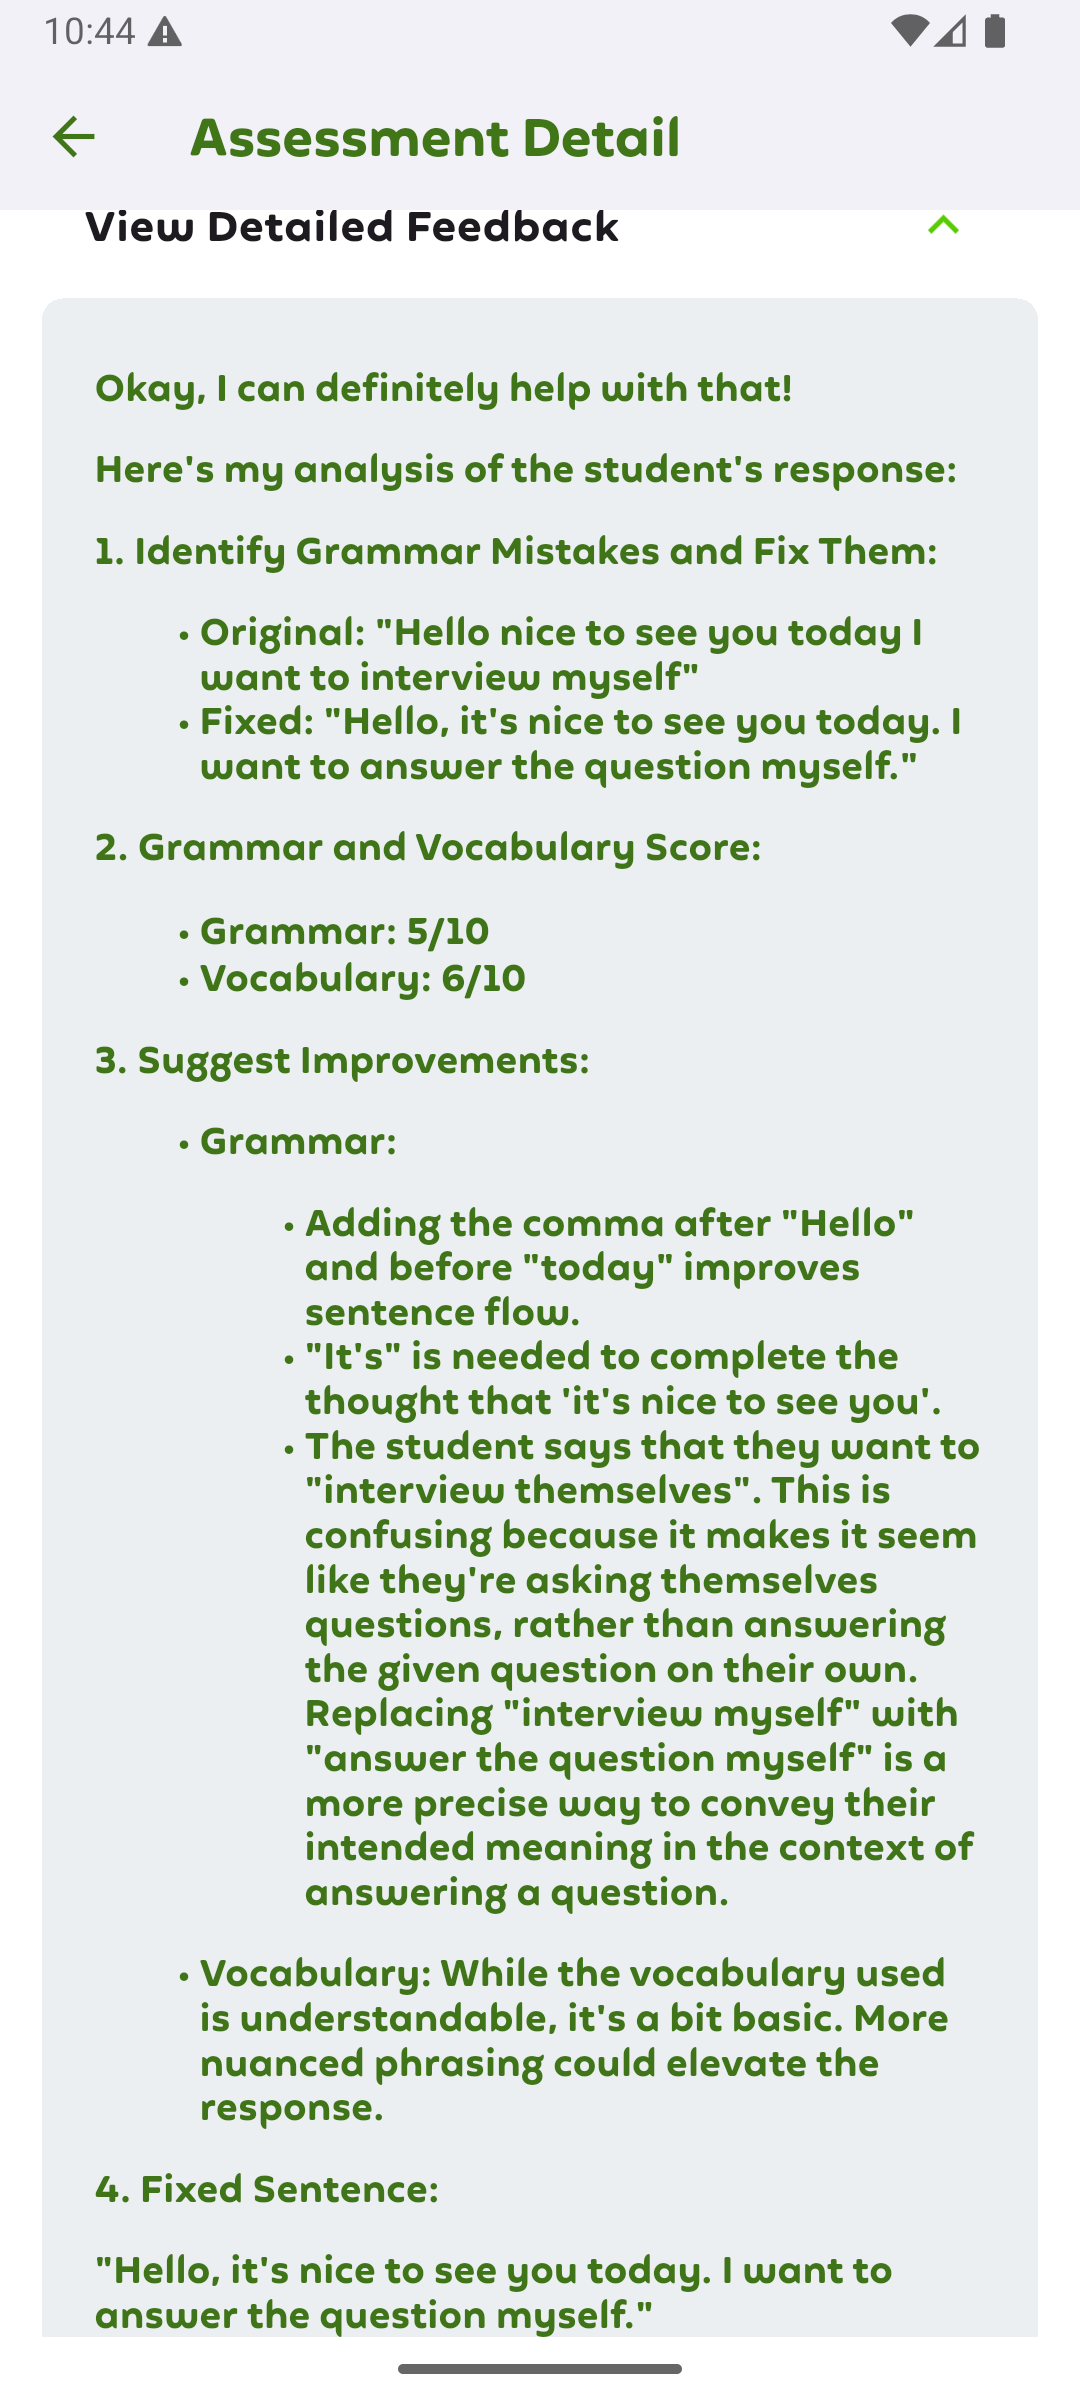 10:44
Assessment Detail
View Detailed Feedback
Okay, I can definitely help with that!
Here's my analysis of the student's response:
1. Identify Grammar Mistakes and Fix Them:
• Original: "Hello nice to see you today I
want to interview myself"
• Fixed: "Hello, it's nice to see you today. I
want to answer the question myself."
2. Grammar and Vocabulary Score:
• Grammar: 5/10
• Vocabulary: 6/10
3. Suggest Improvements:
• Grammar:
• Adding the comma after "Hello"
and before "today" improves
sentence flow.
• "It's" is needed to complete the
thought that 'it's nice to see you'.
• The student says that they want to
"interview themselves". This is
confusing because it makes it seem
like they're asking themselves
questions, rather than answering
the given question on their own.
Replacing "interview myself" with
"answer the question myself" is a
more precise way to convey their
intended meaning in the context of
answering a question.
• Vocabulary: While the vocabulary used
is understandable, it's a bit basic. More
nuanced phrasing could elevate the
response.
4. Fixed Sentence:
"Hello, it's nice to see you today. I want to
answer the question myself."